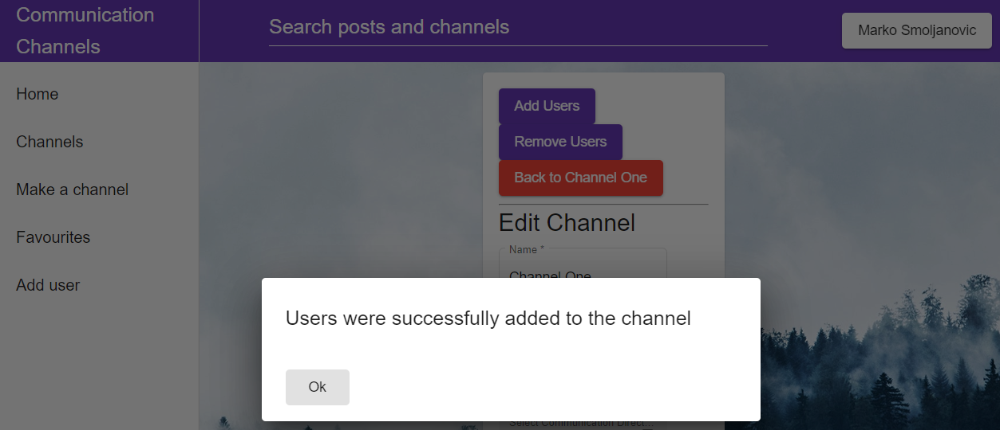 Communication
Channels
Search posts and channels
Marko Smoljanovic
Home
Channels
Make a channel
Favourites
Add user
Add Users
Remove Users
Back to Channel One
Edit Channel
Name *
Channel One
Users were successfully added to the channel
Ok
Select Communication Direct...